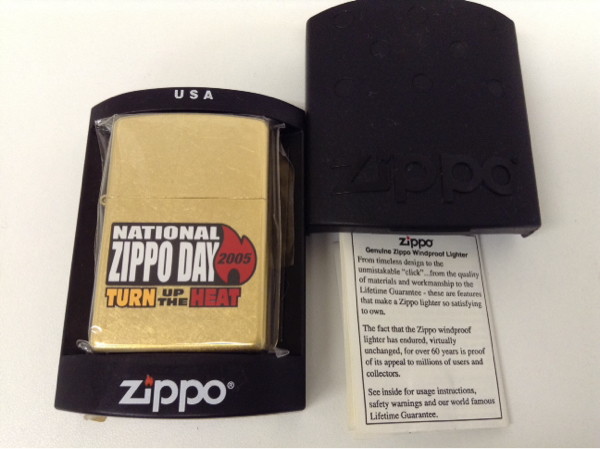 USA
NATIONAL
ZIPPO DAY 2005
TURN UP THE HEAT
zippo®
zippo
zippo
Genuine Zippo Windproof Lighter
From timeless design to the
unmistakable "click"...from the quality
of materials and workmanship to the
Lifetime Guarantee - these are features
that make a Zippo lighter so satisfying
to own.
The fact that the Zippo windproof
lighter has endured, virtually
unchanged, for over 60 years is proof
of its appeal to millions of users and
collectors.
See inside for usage instructions,
safety warnings and our world famous
Lifetime Guarantee.